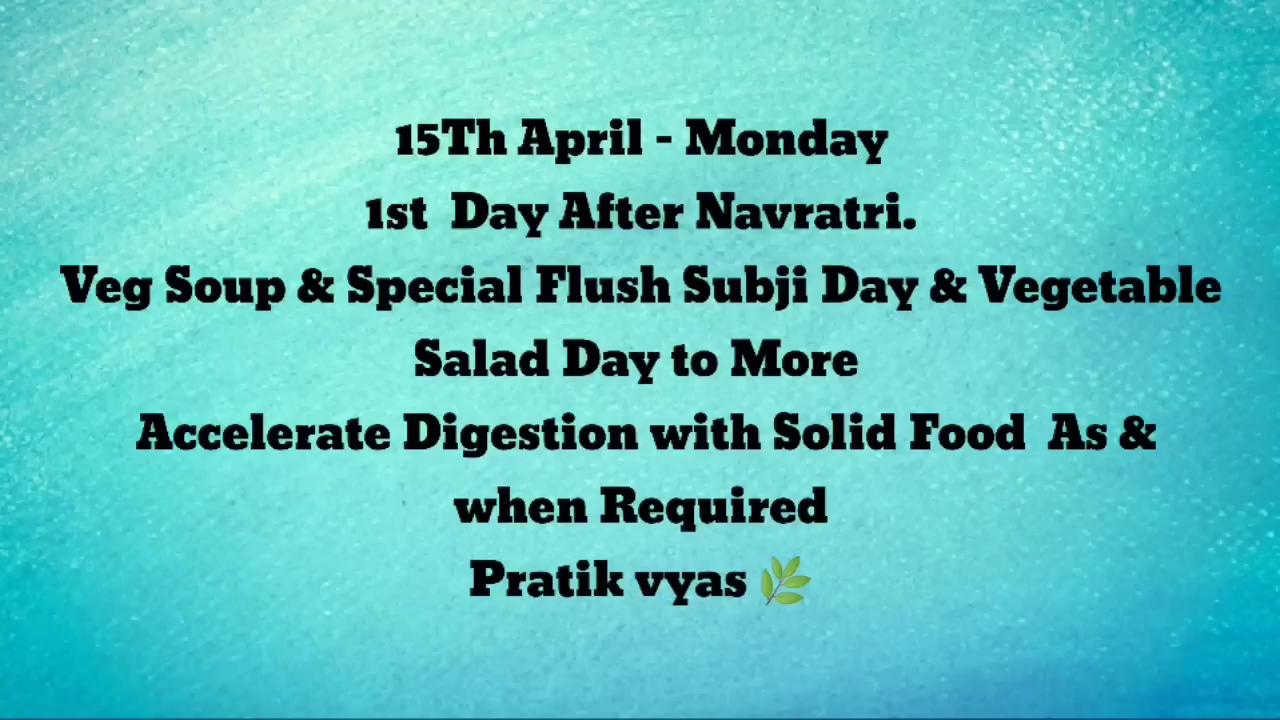 15Th April - Monday
1st  Day After Navratri.
Veg Soup & Special Flush Subji Day & Vegetable
Salad Day to More
Accelerate Digestion with Solid Food  As &
when Required
Pratik vyas 🌿